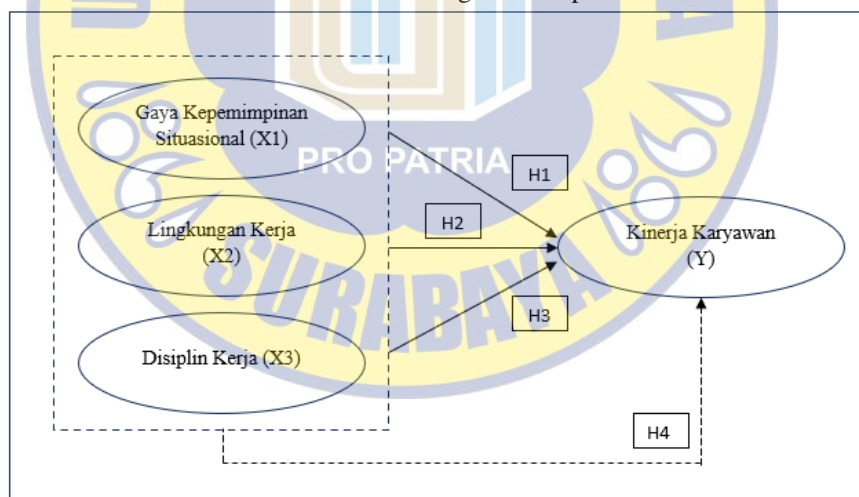 Gaya Kepemimpinan
Situasional (X1)
PRO PATRIA
H1
H2
Lingkungan Kerja
(X2)
Kinerja Karyawan
(Y)
SURABAYA
H3
Disiplin Kerja (X3)
H4